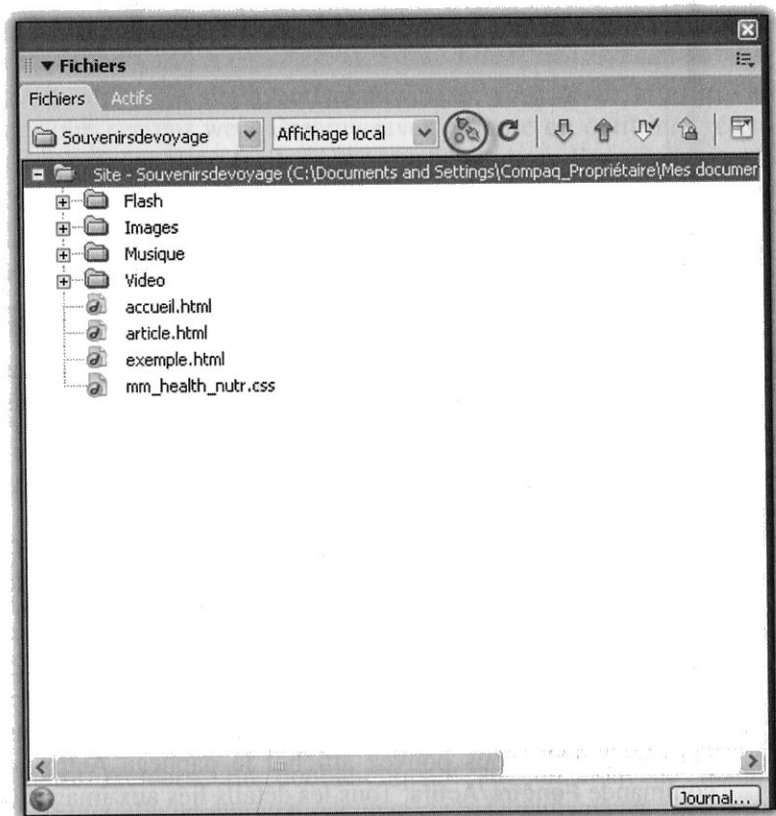 Fichiers
Fichiers Actifs
Souvenirsdevoyage Affichage local
Site - Souvenirsdevoyage (C:\Documents and Settings\Compaq_Propriétaire\Mes documer
Flash
Images
Musique
Video
accueil.html
article.html
exemple.html
mm_health_nutr.css
Journal...